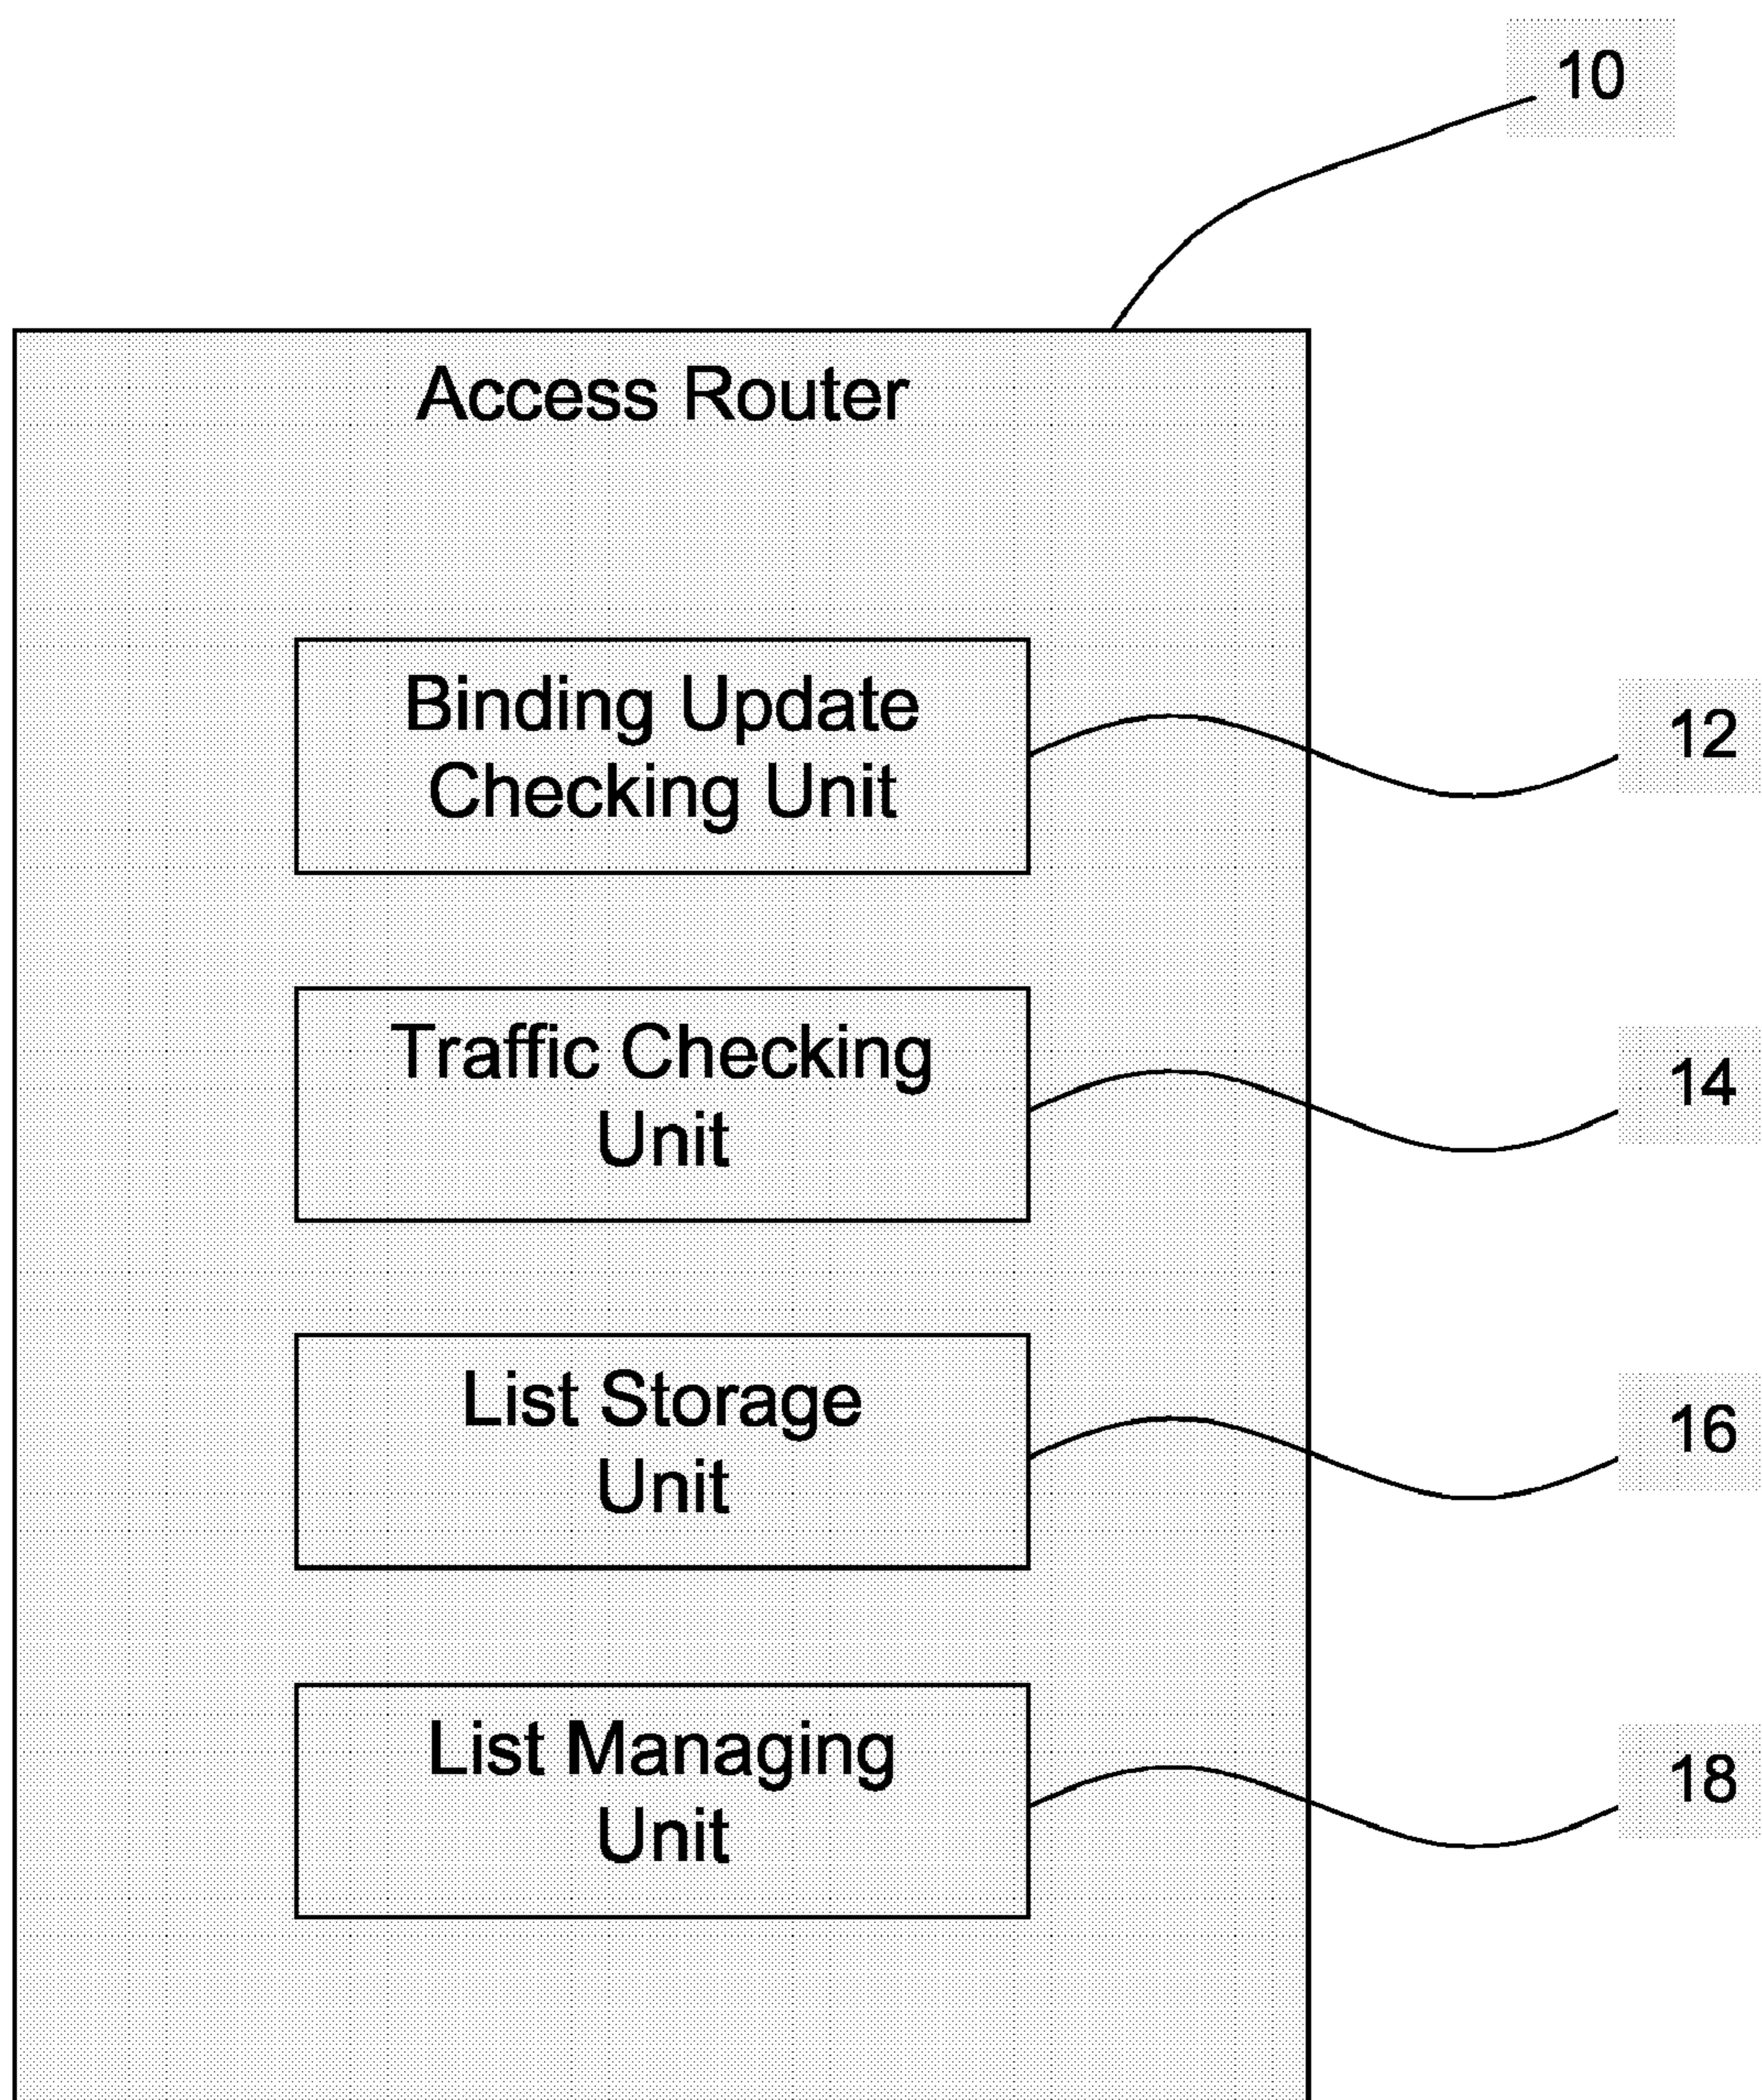 10
Access Router
Binding Update
Checking Unit
12
Traffic Checking
Unit
14
List Storage
Unit
16
List Managing
Unit
18